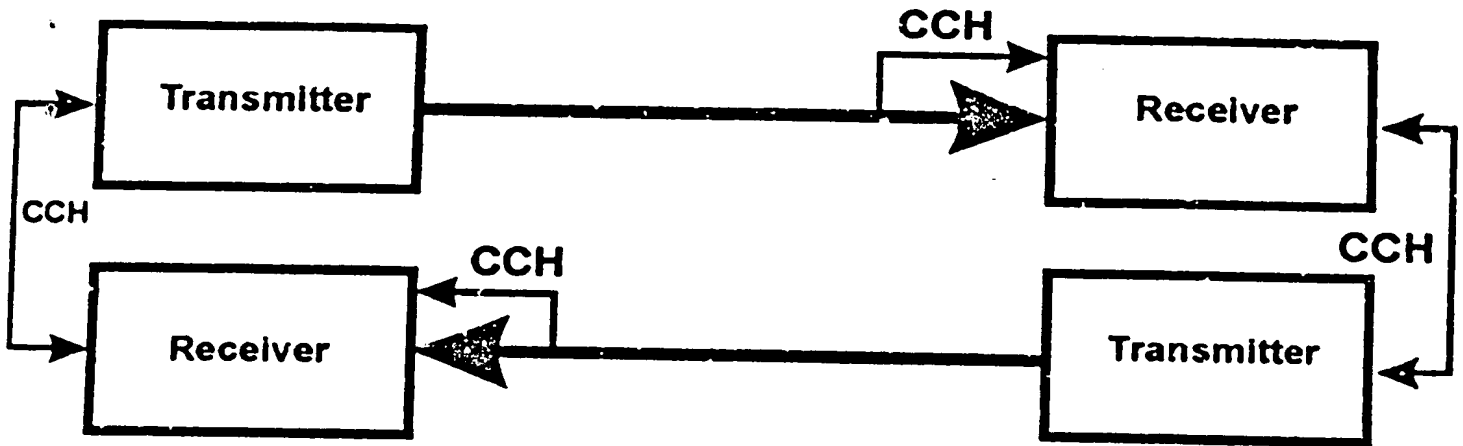 CCH
Transmitter
Receiver
CCH
CCH
CCH
Receiver
Transmitter